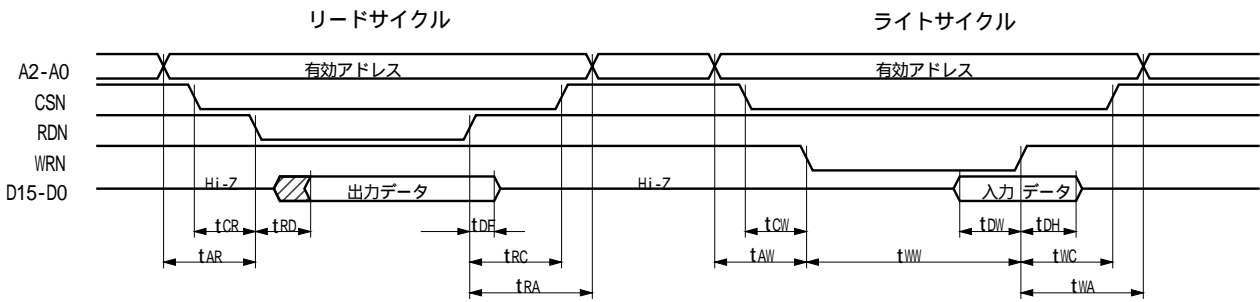 リードサイクル ライトサイクル
A2-A0 有効アドレス 有効アドレス
CSN
RDN
WRN
D15-D0 Hi-Z 出力データ Hi-Z 入力 データ
tCR tRD tDF tCW tDW tDH
tAR tRC tAW tWW tWC
tRA tWA